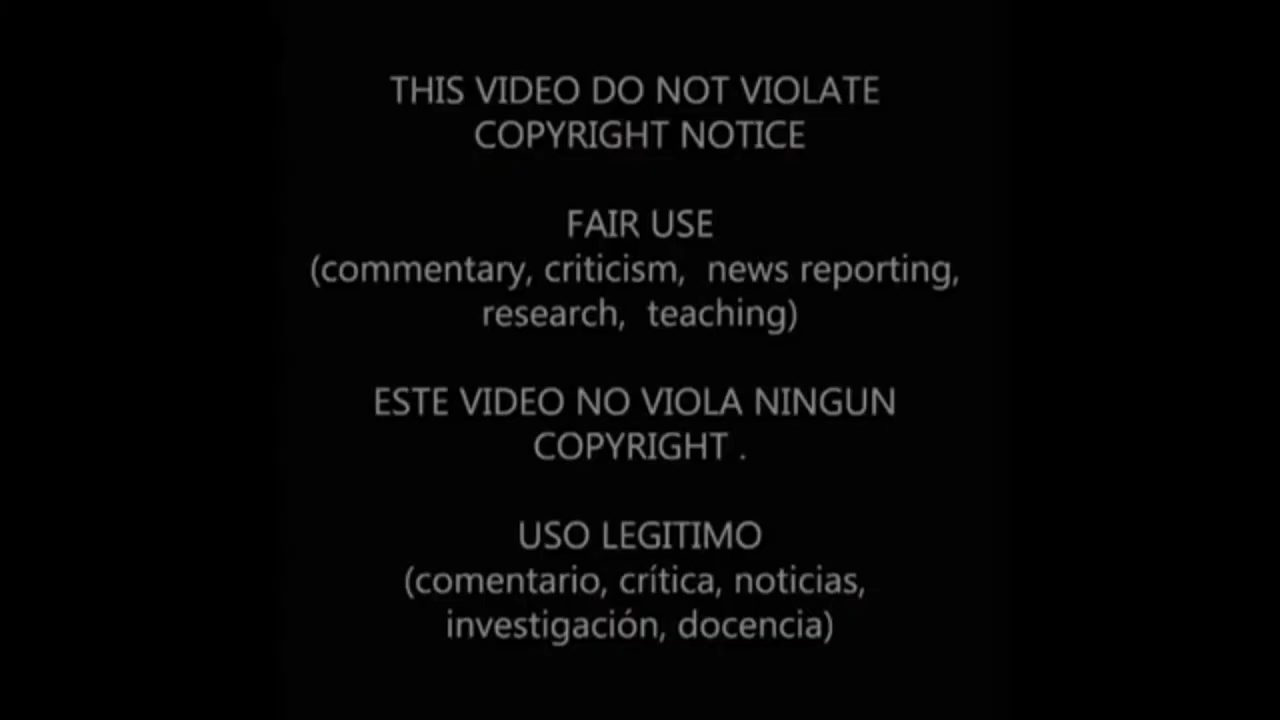 THIS VIDEO DO NOT VIOLATE
COPYRIGHT NOTICE
FAIR USE
(commentary, criticism,  news reporting,
research,  teaching)
ESTE VIDEO NO VIOLA NINGUN
COPYRIGHT .
USO LEGITIMO
(comentario, crítica, noticias,
investigación, docencia)